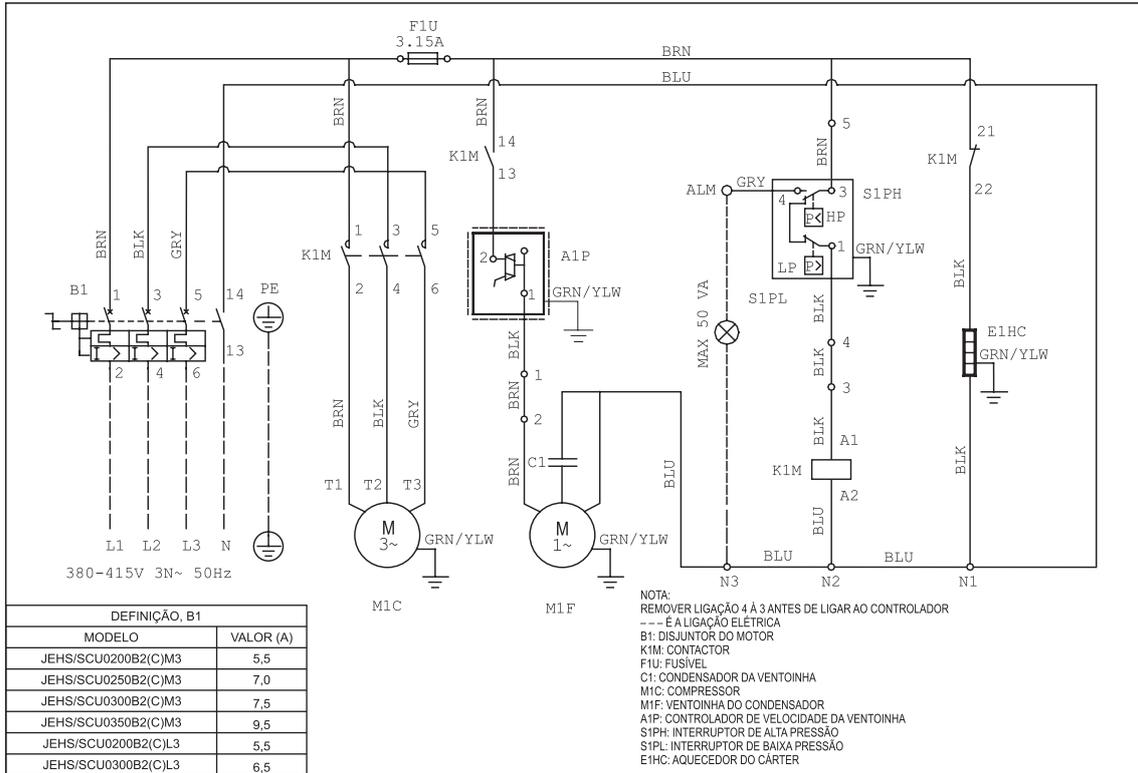 F1U
3.15A
BRN
BLU
BRN
BRN
K1M
14
13
5
BRN
21
K1M
22
ALM
GRY
4
3
S1PH
P<
HP
1
GRN/YLW
LP
P>
S1PL
BRN
BLK
GRY
1
3
5
K1M
2
4
6
2
A1P
1
GRN/YLW
B1
1
3
5
14
PE
13
2
4
6
MAX 50 VA
BLK
BLK
E1HC
GRN/YLW
BLK
1
BRN
2
4
BLK
3
BRN
BLK
GRY
BRN
C1
BLU
BLK
A1
K1M
A2
BLK
T1
T2
T3
M
3~
GRN/YLW
M
1~
GRN/YLW
BLU
BLU
BLU
L1
L2
L3
N
380-415V 3N~ 50Hz
M1C
M1F
N3
N2
N1
DEFINIÇÃO, B1
MODELO VALOR (A)
JEHS/SCU0200B2(C)M3 5,5
JEHS/SCU0250B2(C)M3 7,0
JEHS/SCU0300B2(C)M3 7,5
JEHS/SCU0350B2(C)M3 9,5
JEHS/SCU0200B2(C)L3 5,5
JEHS/SCU0300B2(C)L3 6,5
NOTA:
REMOVER LIGAÇÃO 4 À 3 ANTES DE LIGAR AO CONTROLADOR
--- É A LIGAÇÃO ELÉTRICA
B1: DISJUNTOR DO MOTOR
K1M: CONTACTOR
F1U: FUSÍVEL
C1: CONDENSADOR DA VENTOINHA
M1C: COMPRESSOR
M1F: VENTOINHA DO CONDENSADOR
A1P: CONTROLADOR DE VELOCIDADE DA VENTOINHA
S1PH: INTERRUPTOR DE ALTA PRESSÃO
S1PL: INTERRUPTOR DE BAIXA PRESSÃO
E1HC: AQUECEDOR DO CÁRTER